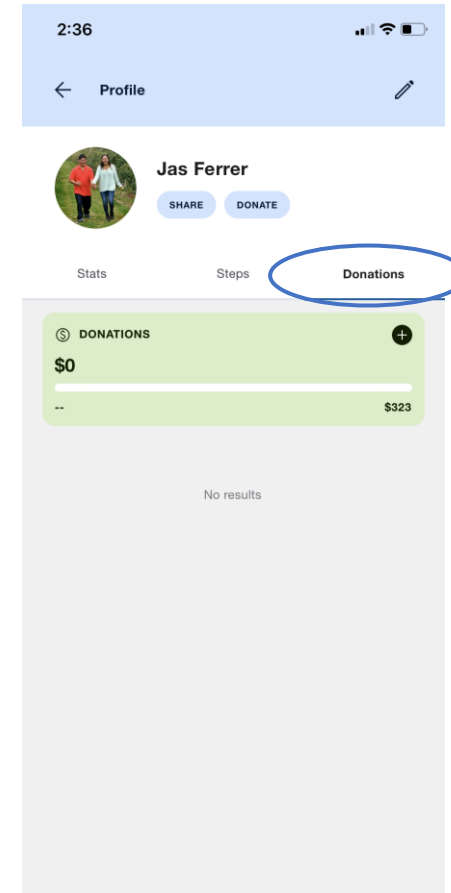 2:36
Profile
Jas Ferrer
SHARE DONATE
Stats Steps Donations
DONATIONS
$0
-- $323
No results